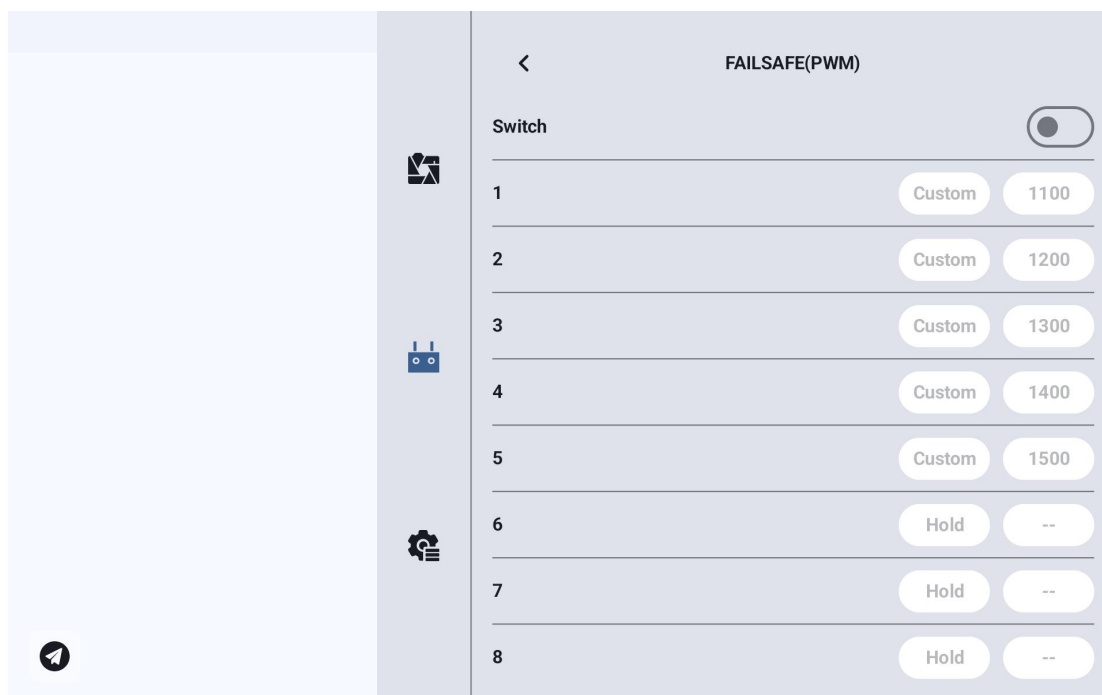 FAILSAFE(PWM)
Switch
1 Custom 1100
2 Custom 1200
3 Custom 1300
4 Custom 1400
5 Custom 1500
6 Hold --
7 Hold --
8 Hold --